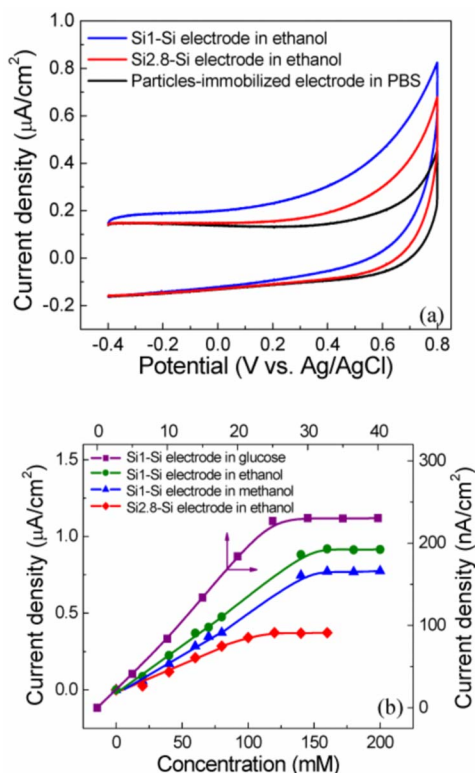 Si1-Si electrode in ethanol
Si2.8-Si electrode in ethanol
Particles-immobilized electrode in PBS
Current density (μA/cm²)
1.0
0.8
0.6
0.4
0.2
0.0
-0.2
-0.4 -0.2 0.0 0.2 0.4 0.6 0.8
Potential (V vs. Ag/AgCl)
(a)
0 10 20 30 40
Si1-Si electrode in glucose
Si1-Si electrode in ethanol
Si1-Si electrode in methanol
Si2.8-Si electrode in ethanol
Current density (μA/cm²)
1.5
1.0
0.5
0.0
300
200
100
0
Current density (nA/cm²)
0 50 100 150 200
Concentration (mM)
(b)